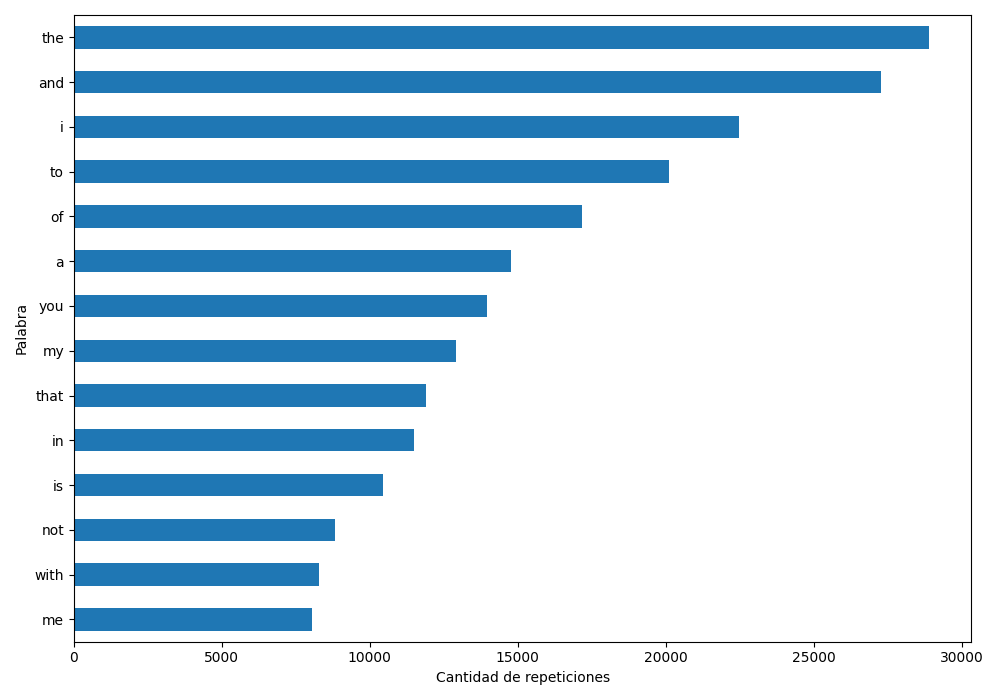 the
and
i
to
of
a
you
my
that
in
is
not
with
me
Palabra
0 5000 10000 15000 20000 25000 30000
Cantidad de repeticiones